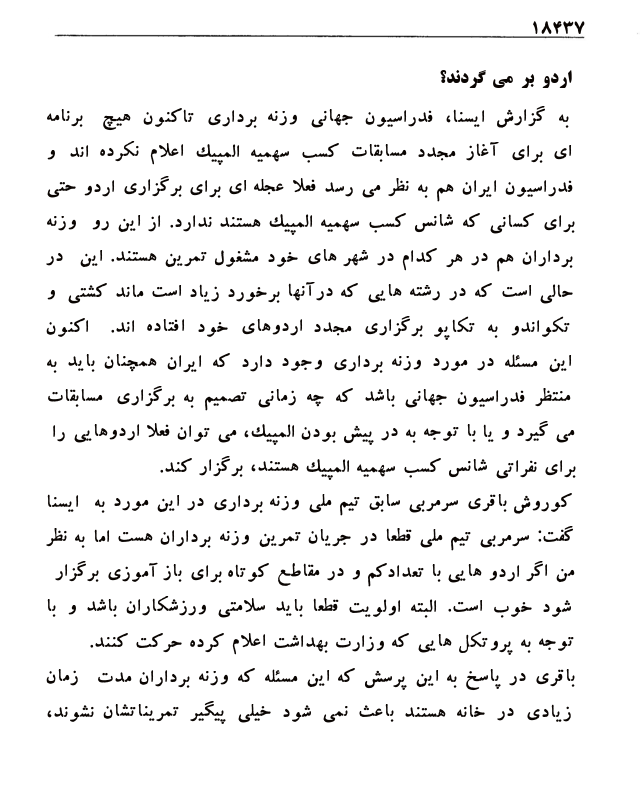 ۱۸۴۳۷
اردو بر می گردند؟
به گزارش ایسنا، فدراسیون جهانی وزنه برداری تاکنون هیچ برنامه
ای برای آغاز مجدد مسابقات کسب سهمیه المپیك اعلام نکرده اند و
فدراسیون ایران هم به نظر می رسد فعلا عجله ای برای برگزاری اردو حتی
برای کسانی که شانس کسب سهمیه المپیك هستند ندارد. از این رو وزنه
برداران هم در هر کدام در شهر های خود مشغول تمرین هستند. این در
حالی است که در رشته هایی که درآنها برخورد زیاد است ماند کشتی و
تکواندو به تکاپو برگزاری مجدد اردوهای خود افتاده اند. اکنون
این مسئله در مورد وزنه برداری وجود دارد که ایران همچنان باید به
منتظر فدراسیون جهانی باشد که چه زمانی تصمیم به برگزاری مسابقات
می گیرد و یا با توجه به در پیش بودن المپیك، می توان فعلا اردوهایی را
برای نفراتی شانس کسب سهمیه المپیك هستند، برگزار کند.
کوروش باقری سرمربی سابق تیم ملی وزنه برداری در این مورد به ایسنا
گفت: سرمربی تیم ملی قطعا در جریان تمرین وزنه برداران هست اما به نظر
من اگر اردو هایی با تعدادکم و در مقاطع کوتاه برای باز آموزی برگزار
شود خوب است. البته اولویت قطعا باید سلامتی ورزشکاران باشد و با
توجه به پروتکل هایی که وزارت بهداشت اعلام کرده حرکت کنند.
باقری در پاسخ به این پرسش که این مسئله که وزنه برداران مدت زمان
زیادی در خانه هستند باعث نمی شود خیلی پیگیر تمریناتشان نشوند،